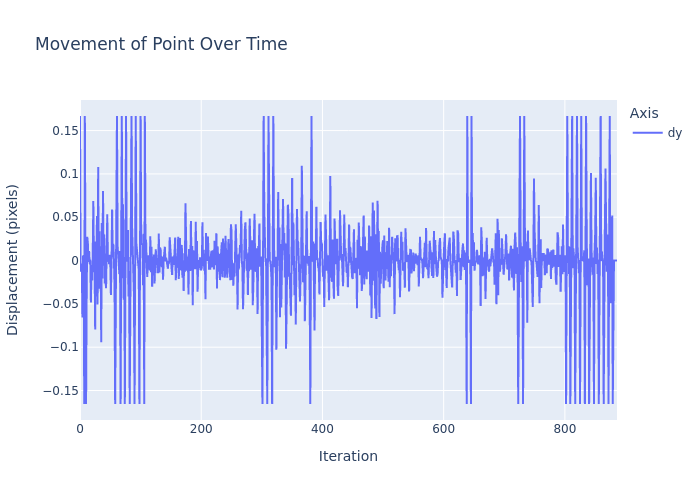 Movement of Point Over Time
Axis
dy
0.15
0.1
0.05
0
−0.05
−0.1
−0.15
Displacement (pixels)
0
200
400
600
800
Iteration